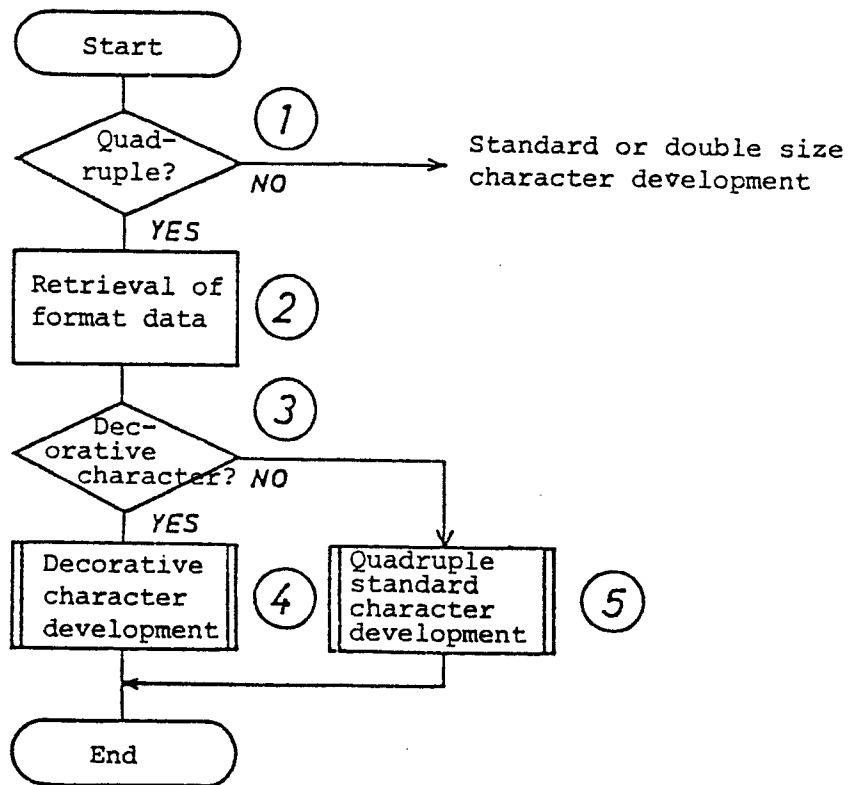 Start
1
Quad-
ruple?
NO
Standard or double size
character development
YES
Retrieval of
format data
2
3
Dec-
orative
character?
NO
YES
Decorative
character
development
4
Quadruple
standard
character
development
5
End